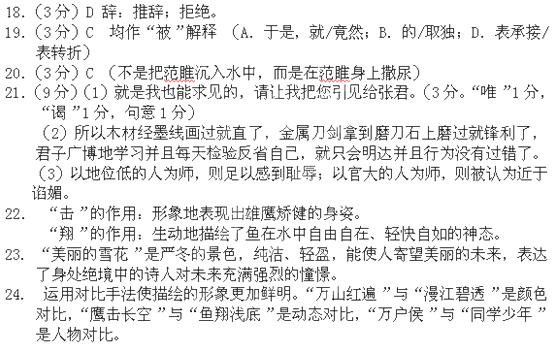 18.（3分）D 辞：推辞；拒绝。
19.（3分）C  均作“被”解释 （A．于是，就/竟然；B．的/取独；D．表承接/
表转折）
20.（3分）C （不是把范睢沉入水中，而是在范睢身上撒尿）
21.（9分）（1）就是我也能求见的，请让我把您引见给张君。（3分。“唯”1分，
“谒”1分，句意1分）
（2）所以木材经墨线画过就直了，金属刀剑拿到磨刀石上磨过就锋利了，
君子广博地学习并且每天检验反省自己，就只会明达并且行为没有过错了。
（3）以地位低的人为师，则足以感到耻辱；以官大的人为师，则被认为近于
谄媚。
22.  “击”的作用：形象地表现出雄鹰矫健的身姿。
“翔”的作用：生动地描绘了鱼在水中自由自在、轻快自如的神态。
23. “美丽的雪花”是严冬的景色，纯洁、轻盈，能使人寄望美丽的未来，表达
了身处绝境中的诗人对未来充满强烈的憧憬。
24.  运用对比手法使描绘的形象更加鲜明。“万山红遍”与“漫江碧透”是颜色
对比，“鹰击长空”与“鱼翔浅底”是动态对比，“万户侯”与“同学少年”
是人物对比。